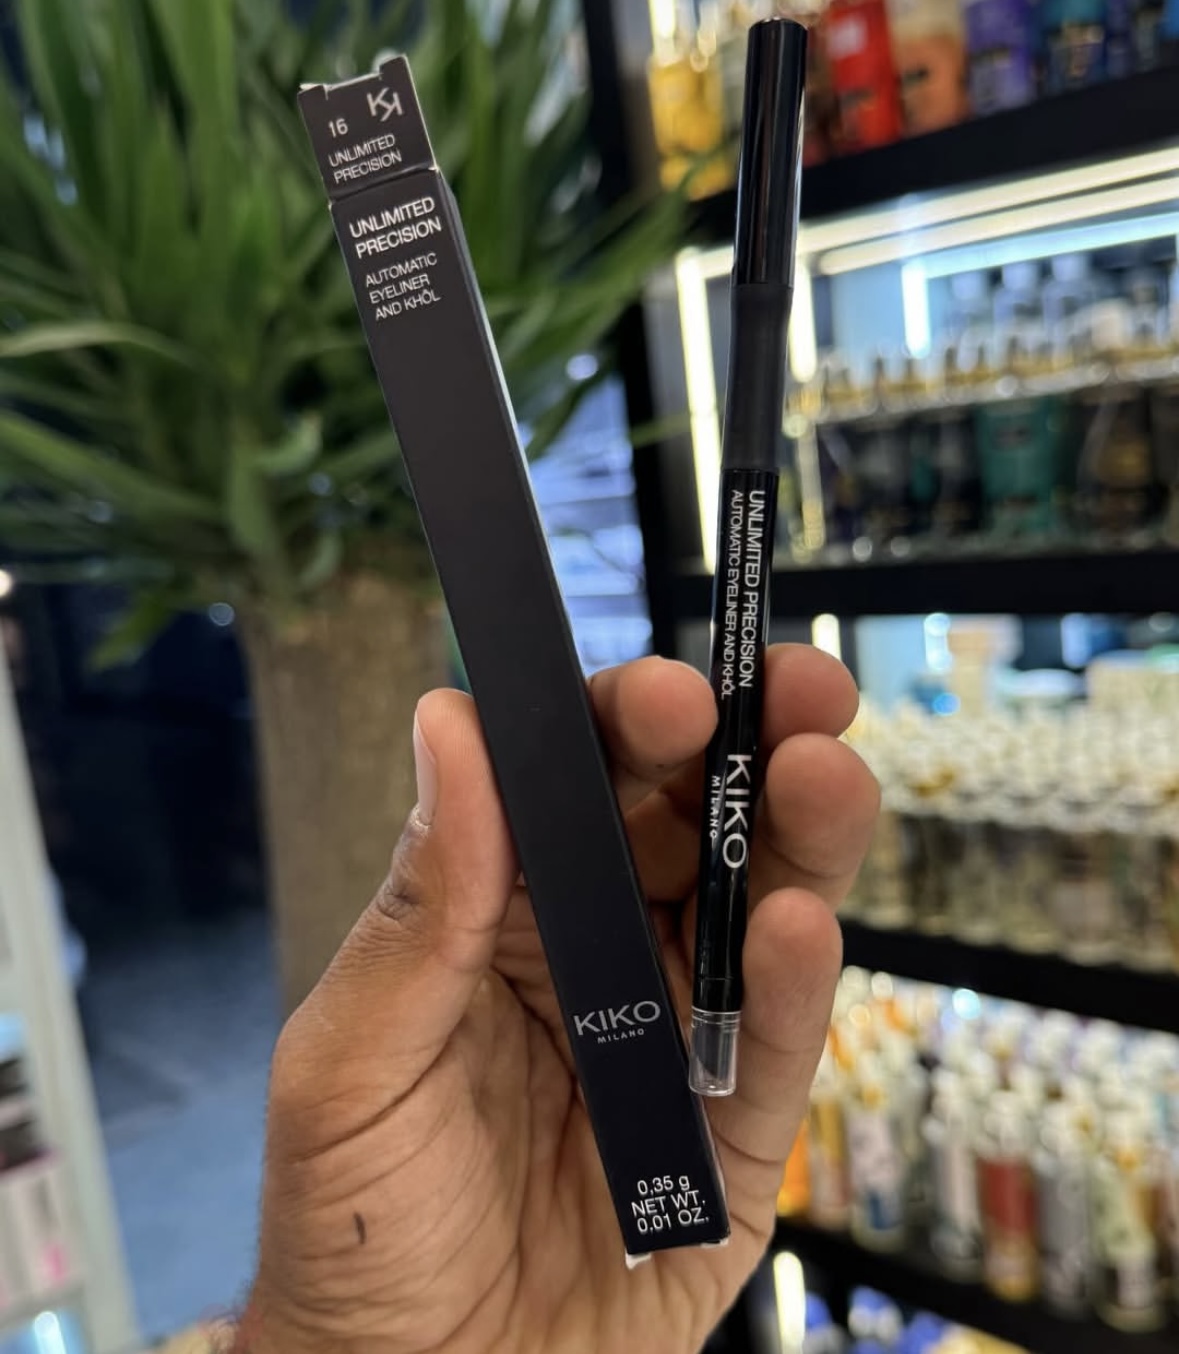 16
KK
UNLIMITED
PRECISION
UNLIMITED
PRECISION
AUTOMATIC
EYELINER
AND KHÔL
KIKO
MILANO
0,35 g
NET WT.
0.01 OZ.
UNLIMITED PRECISION
AUTOMATIC EYELINER AND KHÔL
KIKO
MILANO